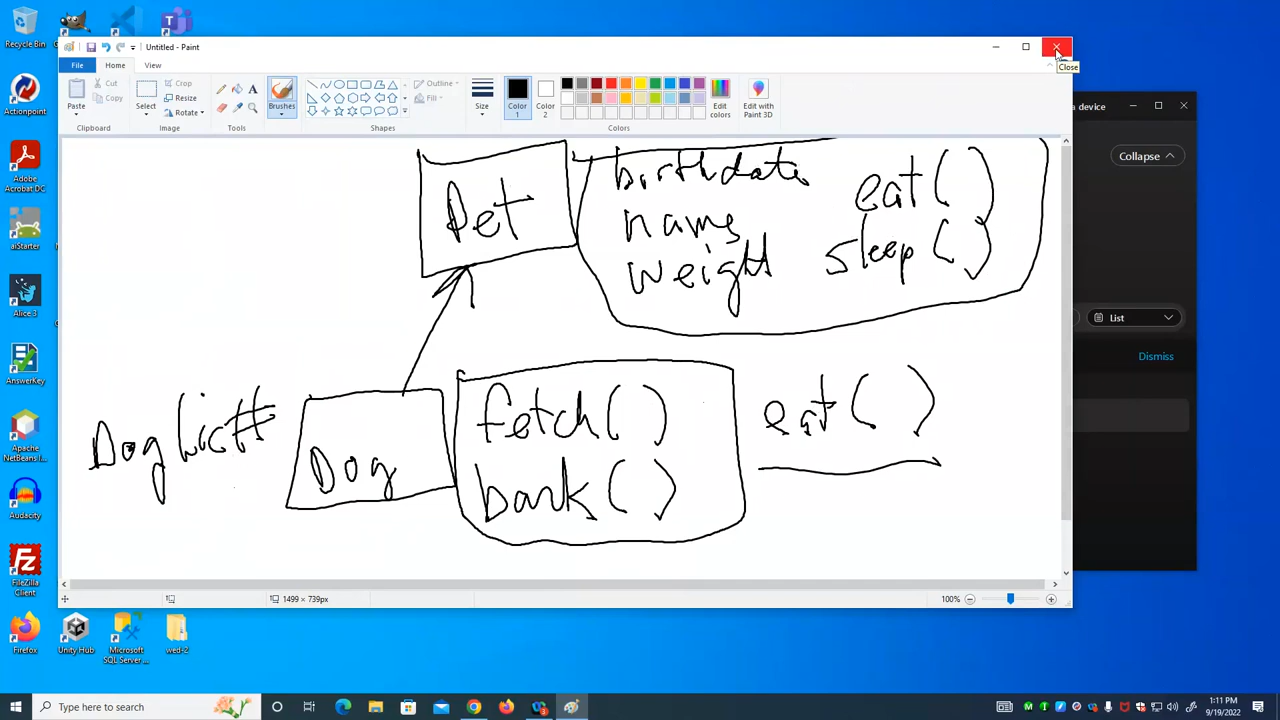 Recycle Bin
Untitled - Paint
Close
File
Home
View
Cut
Copy
Paste
Clipboard
Crop
Resize
Rotate
Select
Image
Tools
Brushes
Outline
Fill
Shapes
Size
Color 1
Color 2
Edit colors
Edit with Paint 3D
Colors
a device
Collapse
List
Dismiss
Pet
birthdate
name
weight
eat()
sleep()
Dog
fetch()
bark()
eat()
100%
1499 × 739px
Actionpoint
Adobe Acrobat DC
aiStarter
Alice 3
AnswerKey
Apache NetBeans I...
Audacity
FileZilla Client
Firefox
Unity Hub
Microsoft SQL Server ...
wed-2
Type here to search
1:11 PM
9/19/2022